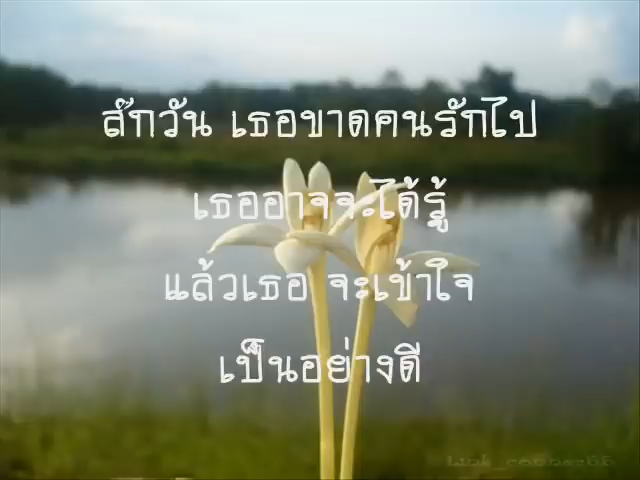 ส๊กวัน เธอขาดคนรักไป
เธออาจจะได้รู้
แล้วเธอ จะเข้าใจ
เป็นอย่างดี